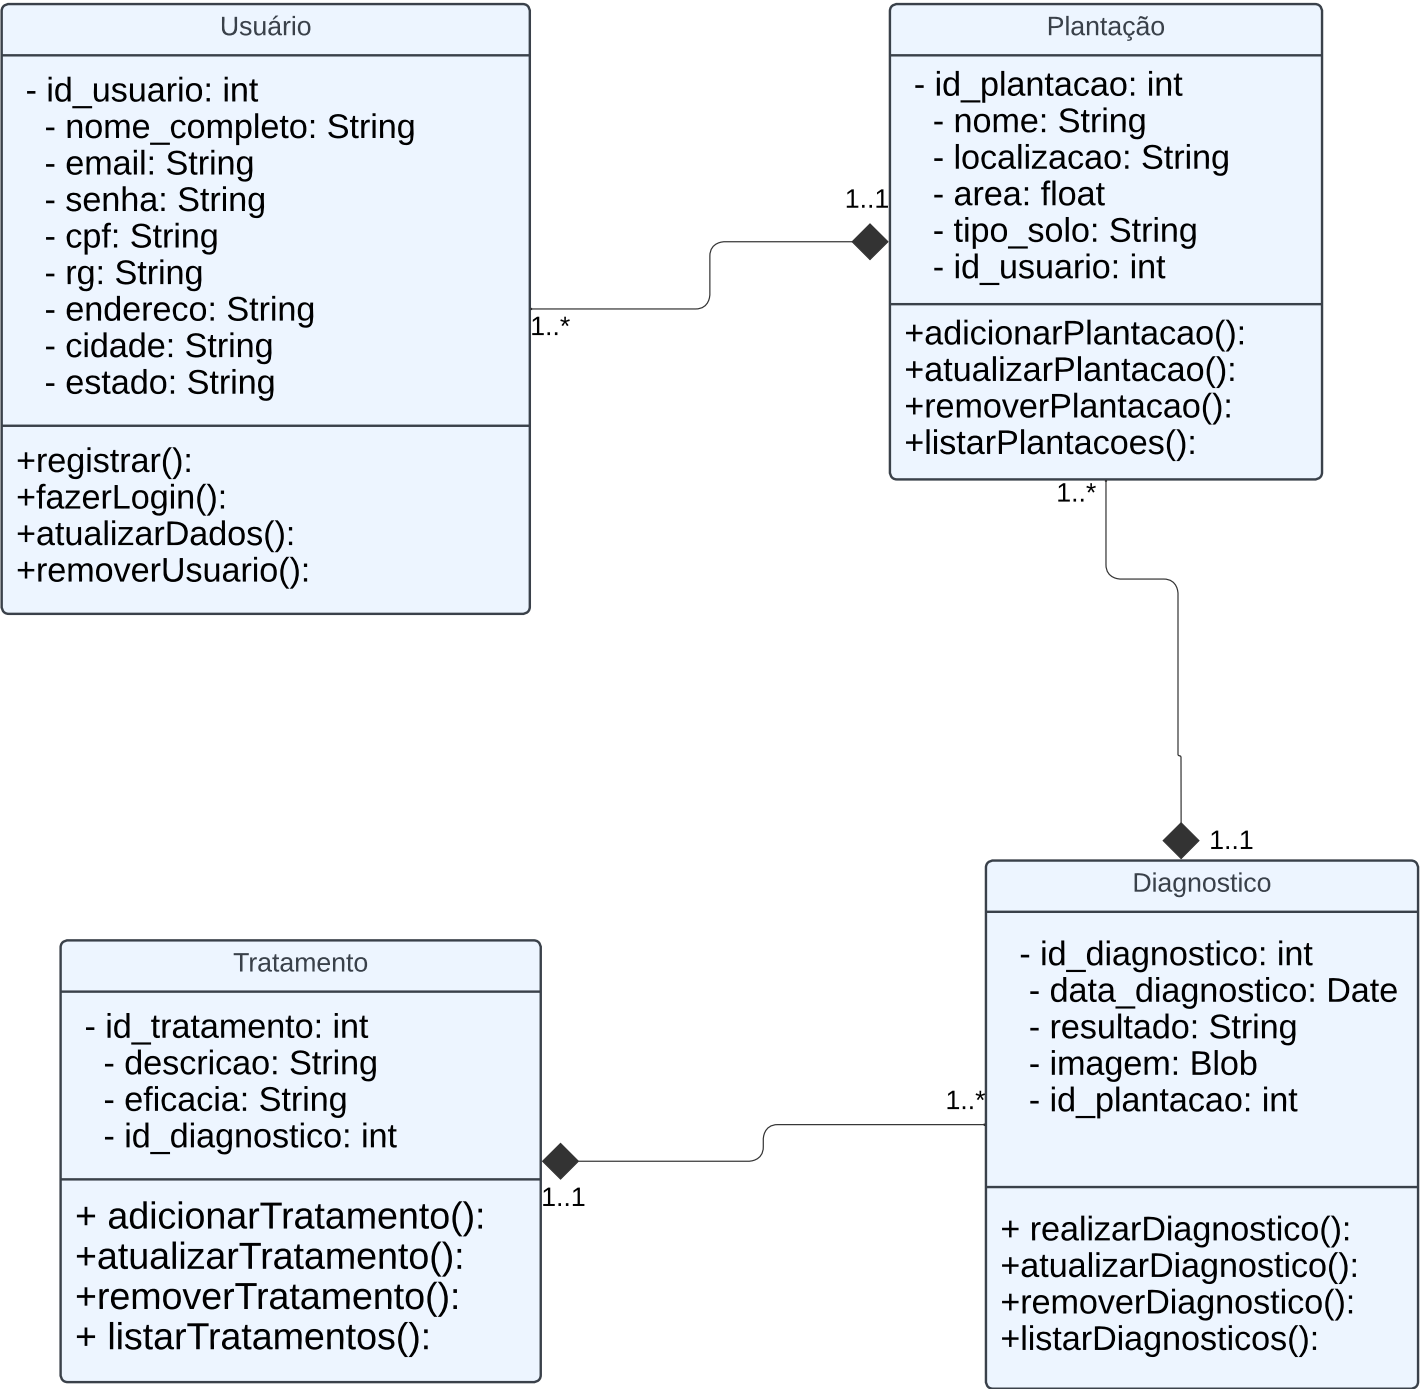 Usuário
- id_usuario: int
- nome_completo: String
- email: String
- senha: String
- cpf: String
- rg: String
- endereco: String
- cidade: String
- estado: String
+registrar():
+fazerLogin():
+atualizarDados():
+removerUsuario():
1..*
1..1
Plantação
- id_plantacao: int
- nome: String
- localizacao: String
- area: float
- tipo_solo: String
- id_usuario: int
+adicionarPlantacao():
+atualizarPlantacao():
+removerPlantacao():
+listarPlantacoes():
1..*
1..1
Diagnostico
- id_diagnostico: int
- data_diagnostico: Date
- resultado: String
- imagem: Blob
- id_plantacao: int
+ realizarDiagnostico():
+atualizarDiagnostico():
+removerDiagnostico():
+listarDiagnosticos():
1..*
1..1
Tratamento
- id_tratamento: int
- descricao: String
- eficacia: String
- id_diagnostico: int
+ adicionarTratamento():
+atualizarTratamento():
+removerTratamento():
+ listarTratamentos():